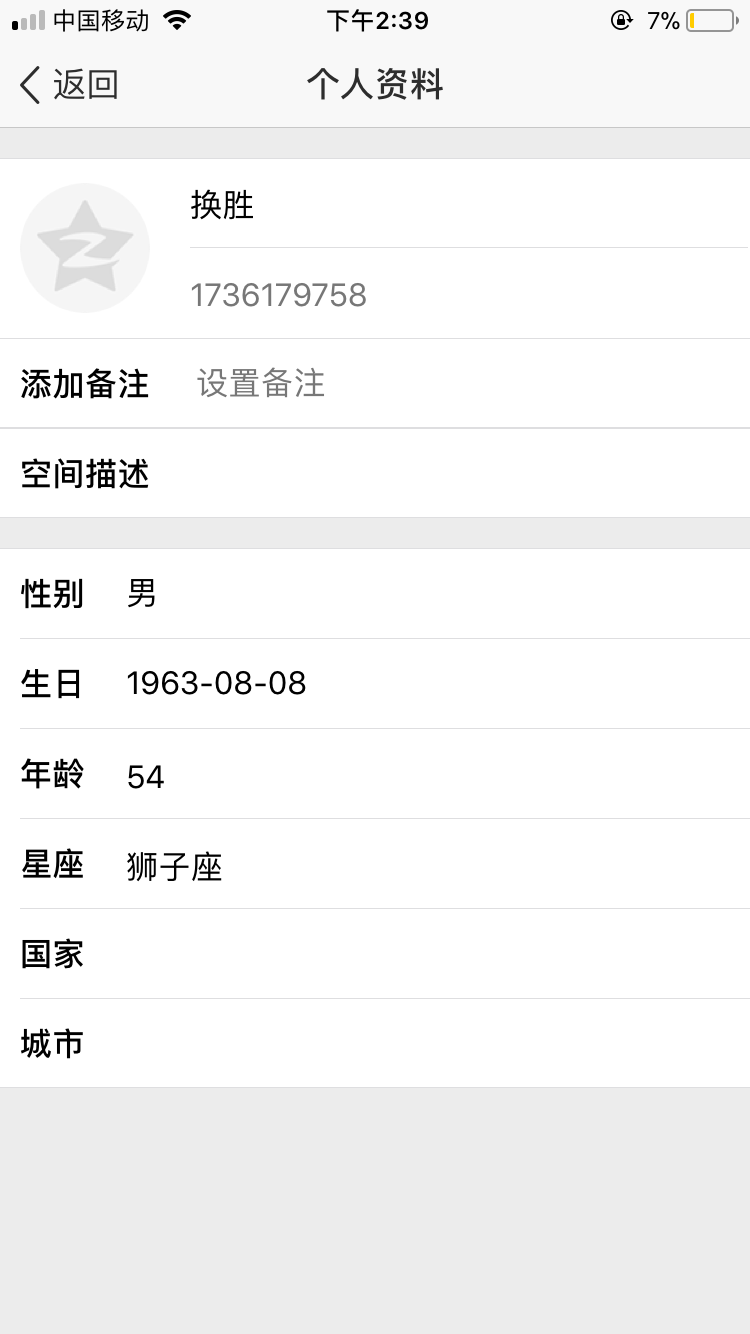 中国移动 下午2:39 7%
返回 个人资料
换胜
1736179758
添加备注 设置备注
空间描述
性别 男
生日 1963-08-08
年龄 54
星座 狮子座
国家
城市